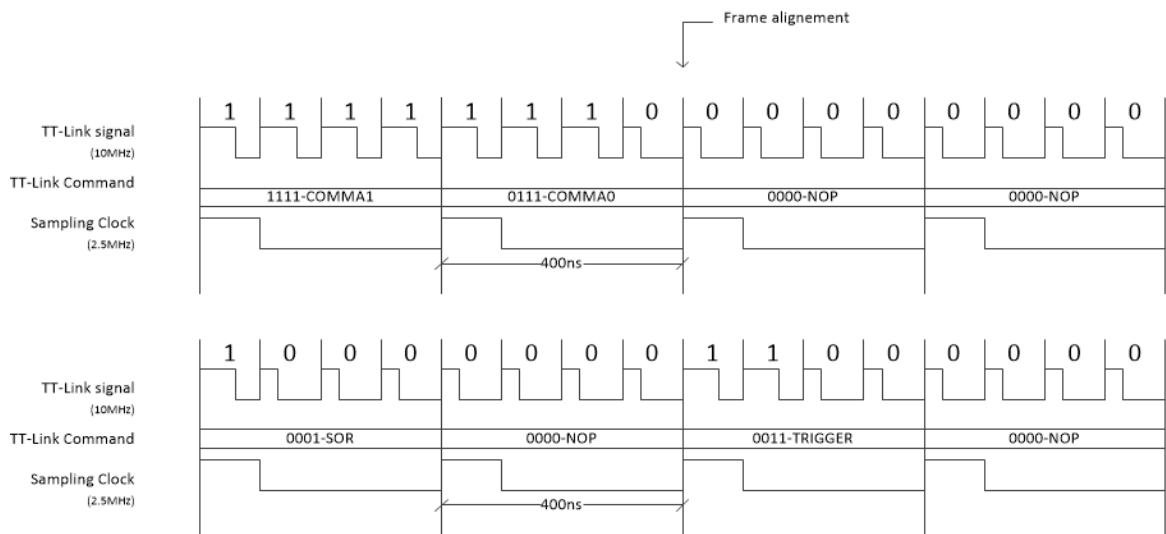 Frame alignement
1 1 1 1 1 1 1 0 0 0 0 0 0 0 0 0
TT-Link signal
(10MHz)
TT-Link Command
1111-COMMA1 0111-COMMA0 0000-NOP 0000-NOP
Sampling Clock
(2.5MHz)
400ns
1 0 0 0 0 0 0 0 1 1 0 0 0 0 0 0
TT-Link signal
(10MHz)
TT-Link Command
0001-SOR 0000-NOP 0011-TRIGGER 0000-NOP
Sampling Clock
(2.5MHz)
400ns